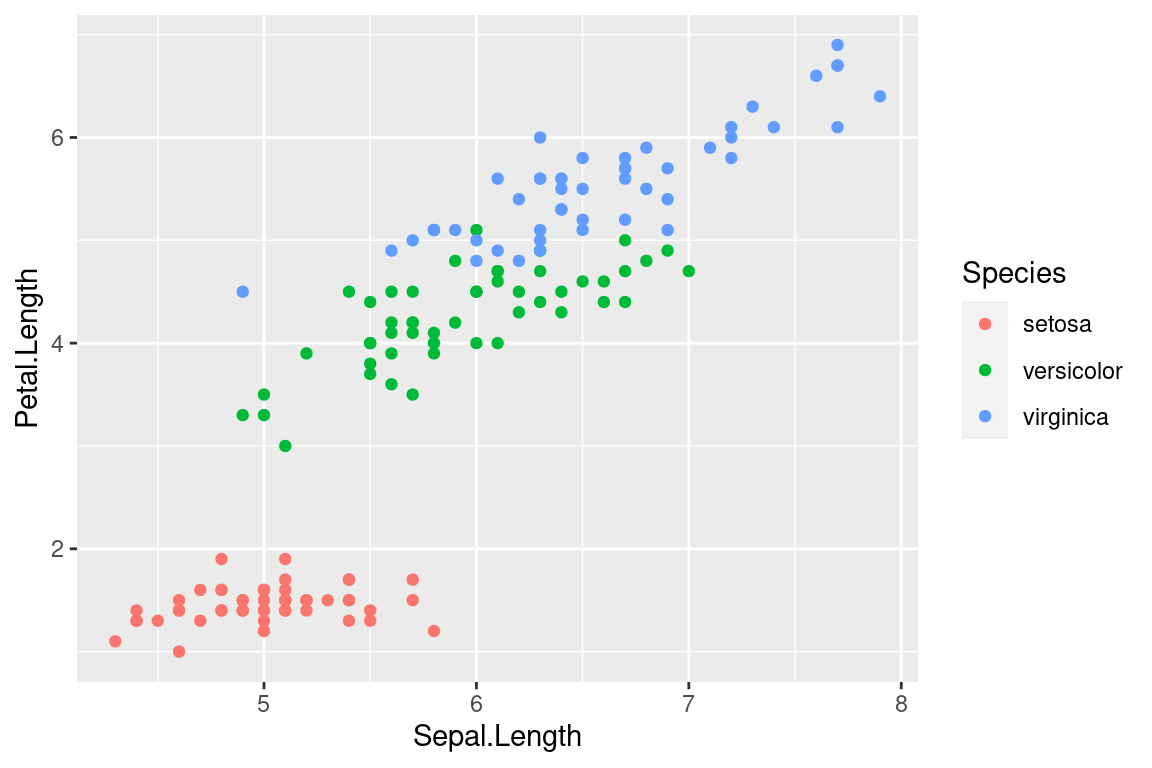 Petal.Length
6
4
2
5 6 7 8
Sepal.Length
Species
setosa
versicolor
virginica